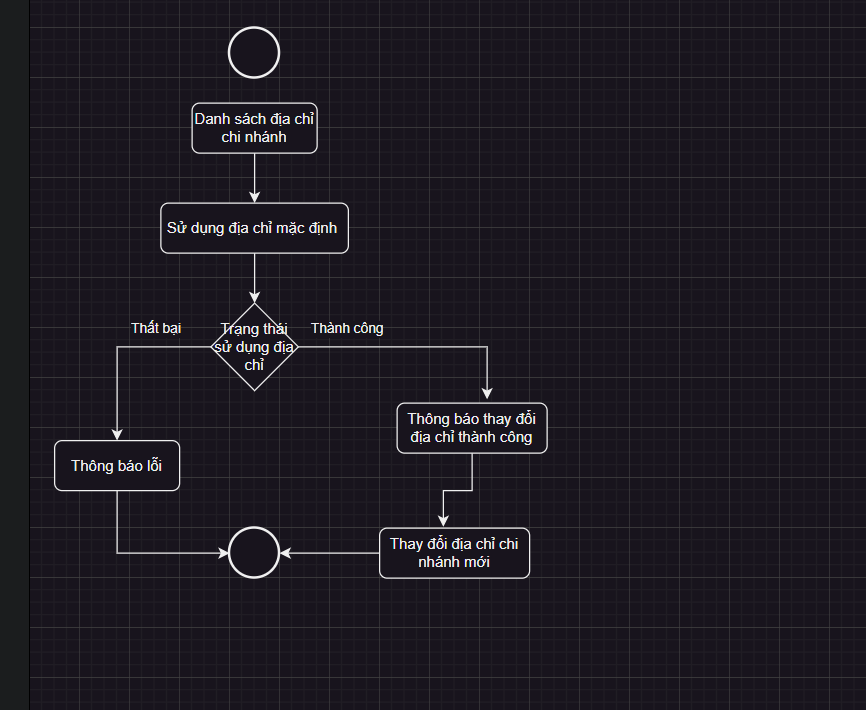 Danh sách địa chỉ
chi nhánh
Sử dụng địa chỉ mặc định
Thất bại
Trạng thái
sử dụng địa
chỉ
Thành công
Thông báo thay đổi
địa chỉ thành công
Thông báo lỗi
Thay đổi địa chỉ chi
nhánh mới